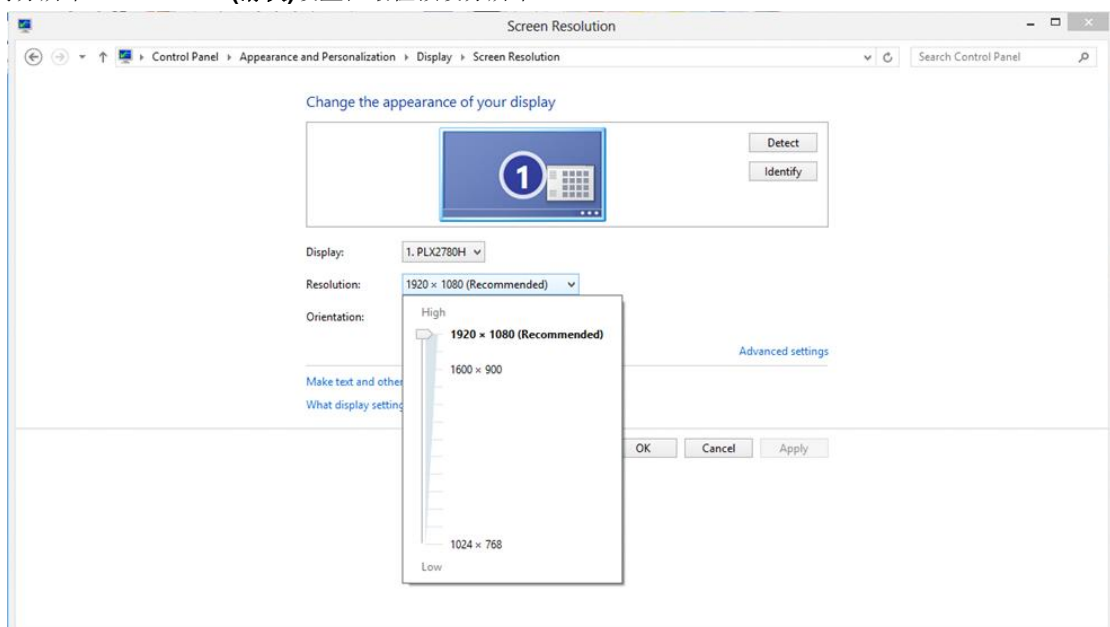 Screen Resolution
Control Panel Appearance and Personalization Display Screen Resolution
Search Control Panel
Change the appearance of your display
1
Detect
Identify
Display: 1. PLX2780H
Resolution: 1920 × 1080 (Recommended)
Orientation:
High
1920 × 1080 (Recommended)
1600 × 900
1024 × 768
Low
Advanced settings
Make text and other
What display setting
OK Cancel Apply